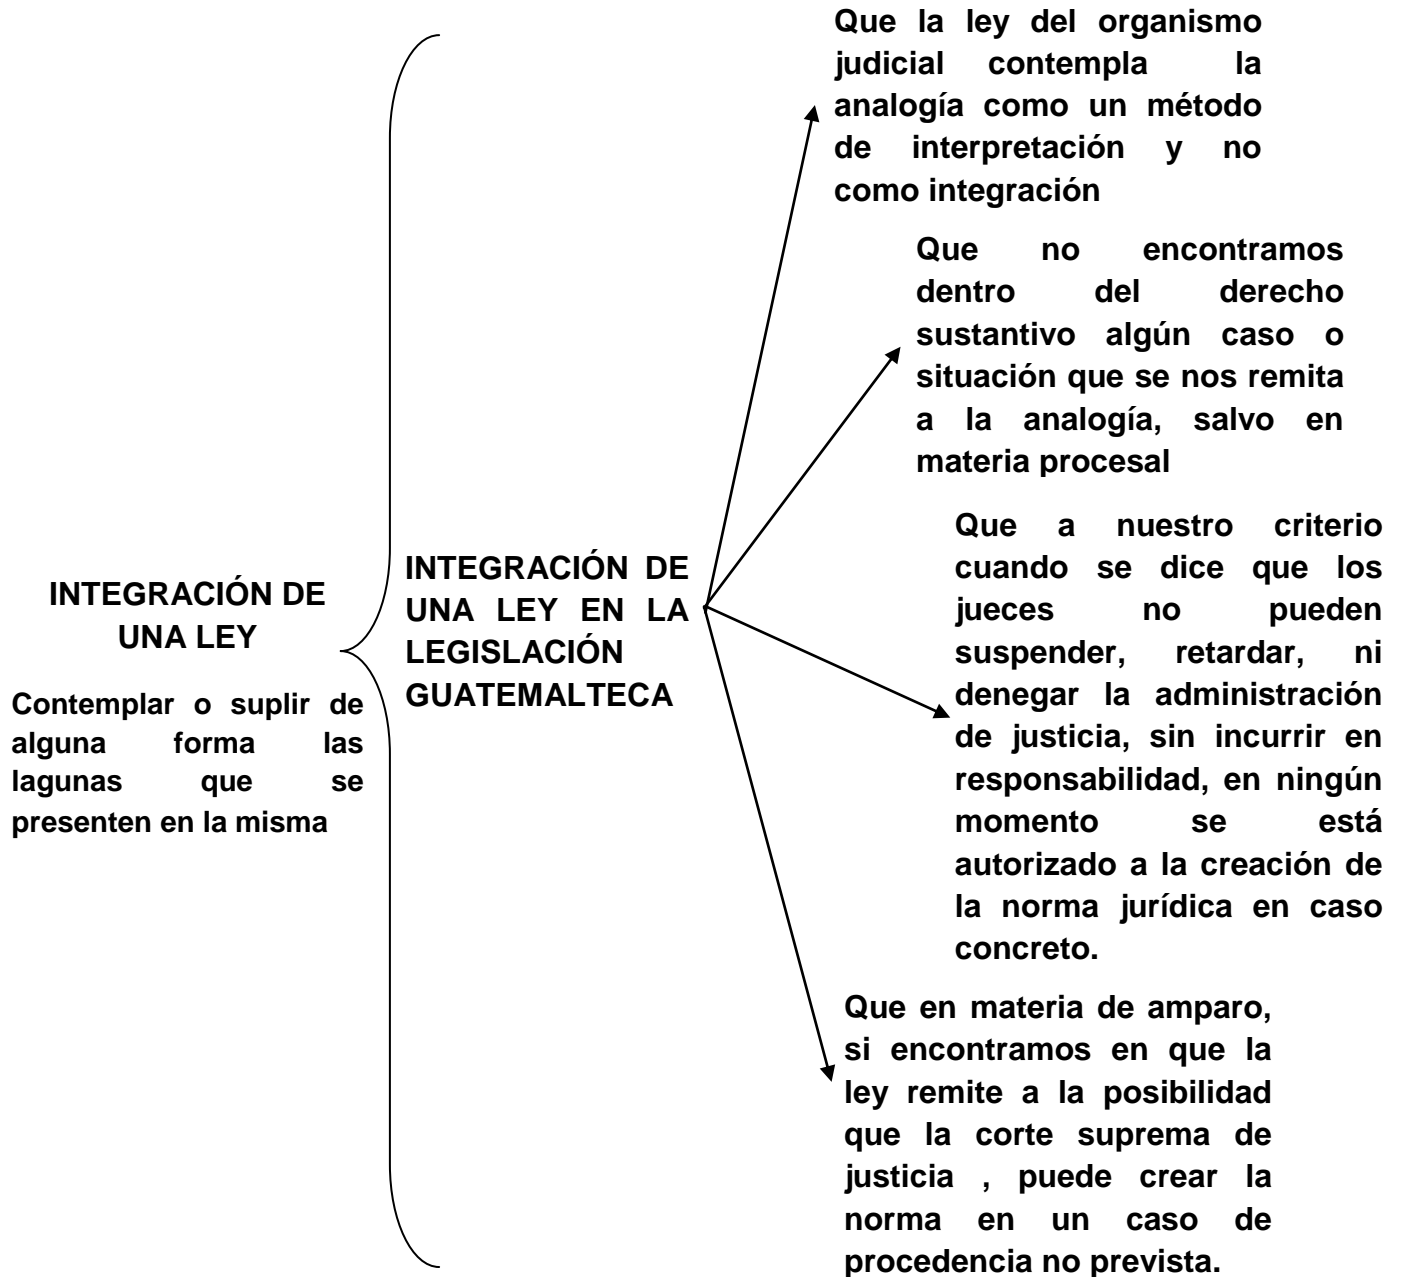 INTEGRACIÓN DE
UNA LEY
Contemplar o suplir de
alguna forma las
lagunas que se
presenten en la misma
INTEGRACIÓN DE
UNA LEY EN LA
LEGISLACIÓN
GUATEMALTECA
Que la ley del organismo
judicial contempla la
analogía como un método
de interpretación y no
como integración
Que no encontramos
dentro del derecho
sustantivo algún caso o
situación que se nos remita
a la analogía, salvo en
materia procesal
Que a nuestro criterio
cuando se dice que los
jueces no pueden
suspender, retardar, ni
denegar la administración
de justicia, sin incurrir en
responsabilidad, en ningún
momento se está
autorizado a la creación de
la norma jurídica en caso
concreto.
Que en materia de amparo,
si encontramos en que la
ley remite a la posibilidad
que la corte suprema de
justicia , puede crear la
norma en un caso de
procedencia no prevista.